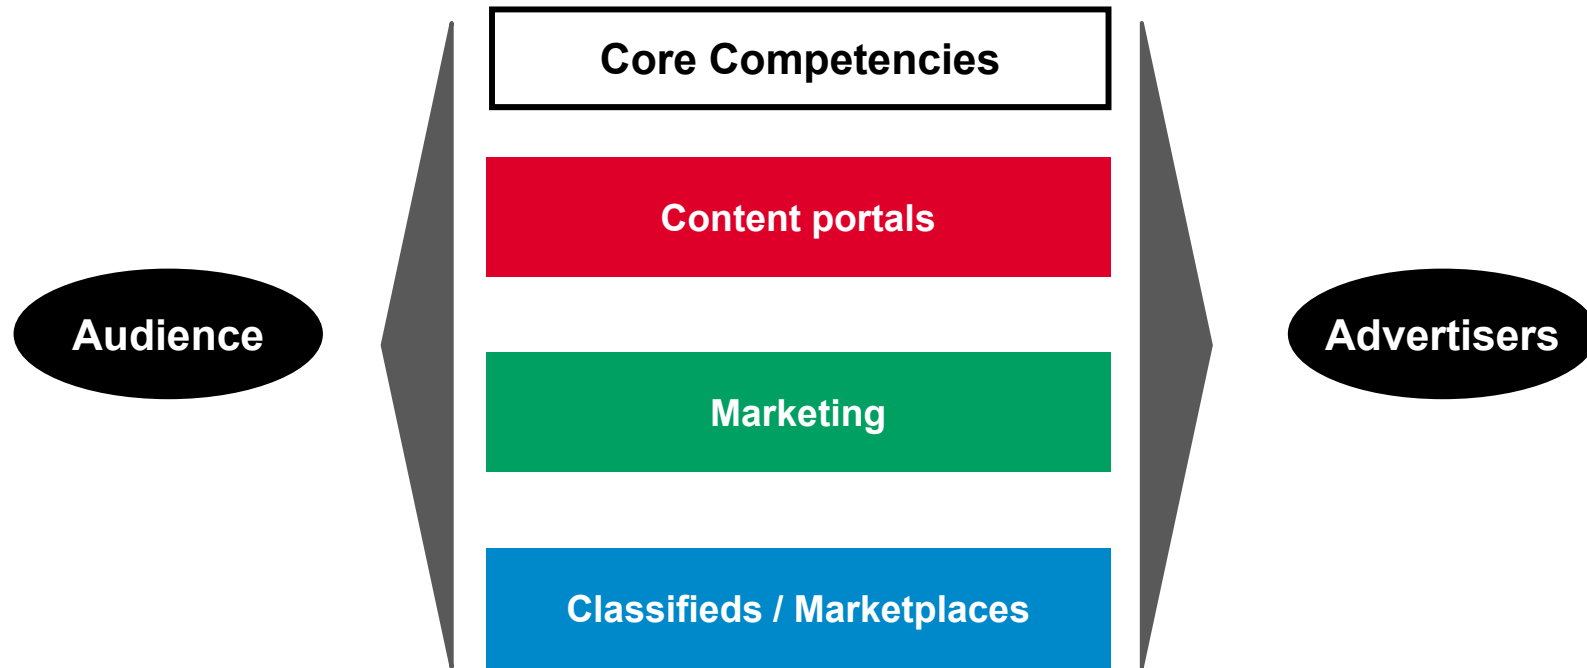 Core Competencies
Content portals
Audience
Advertisers
Marketing
Classifieds / Marketplaces